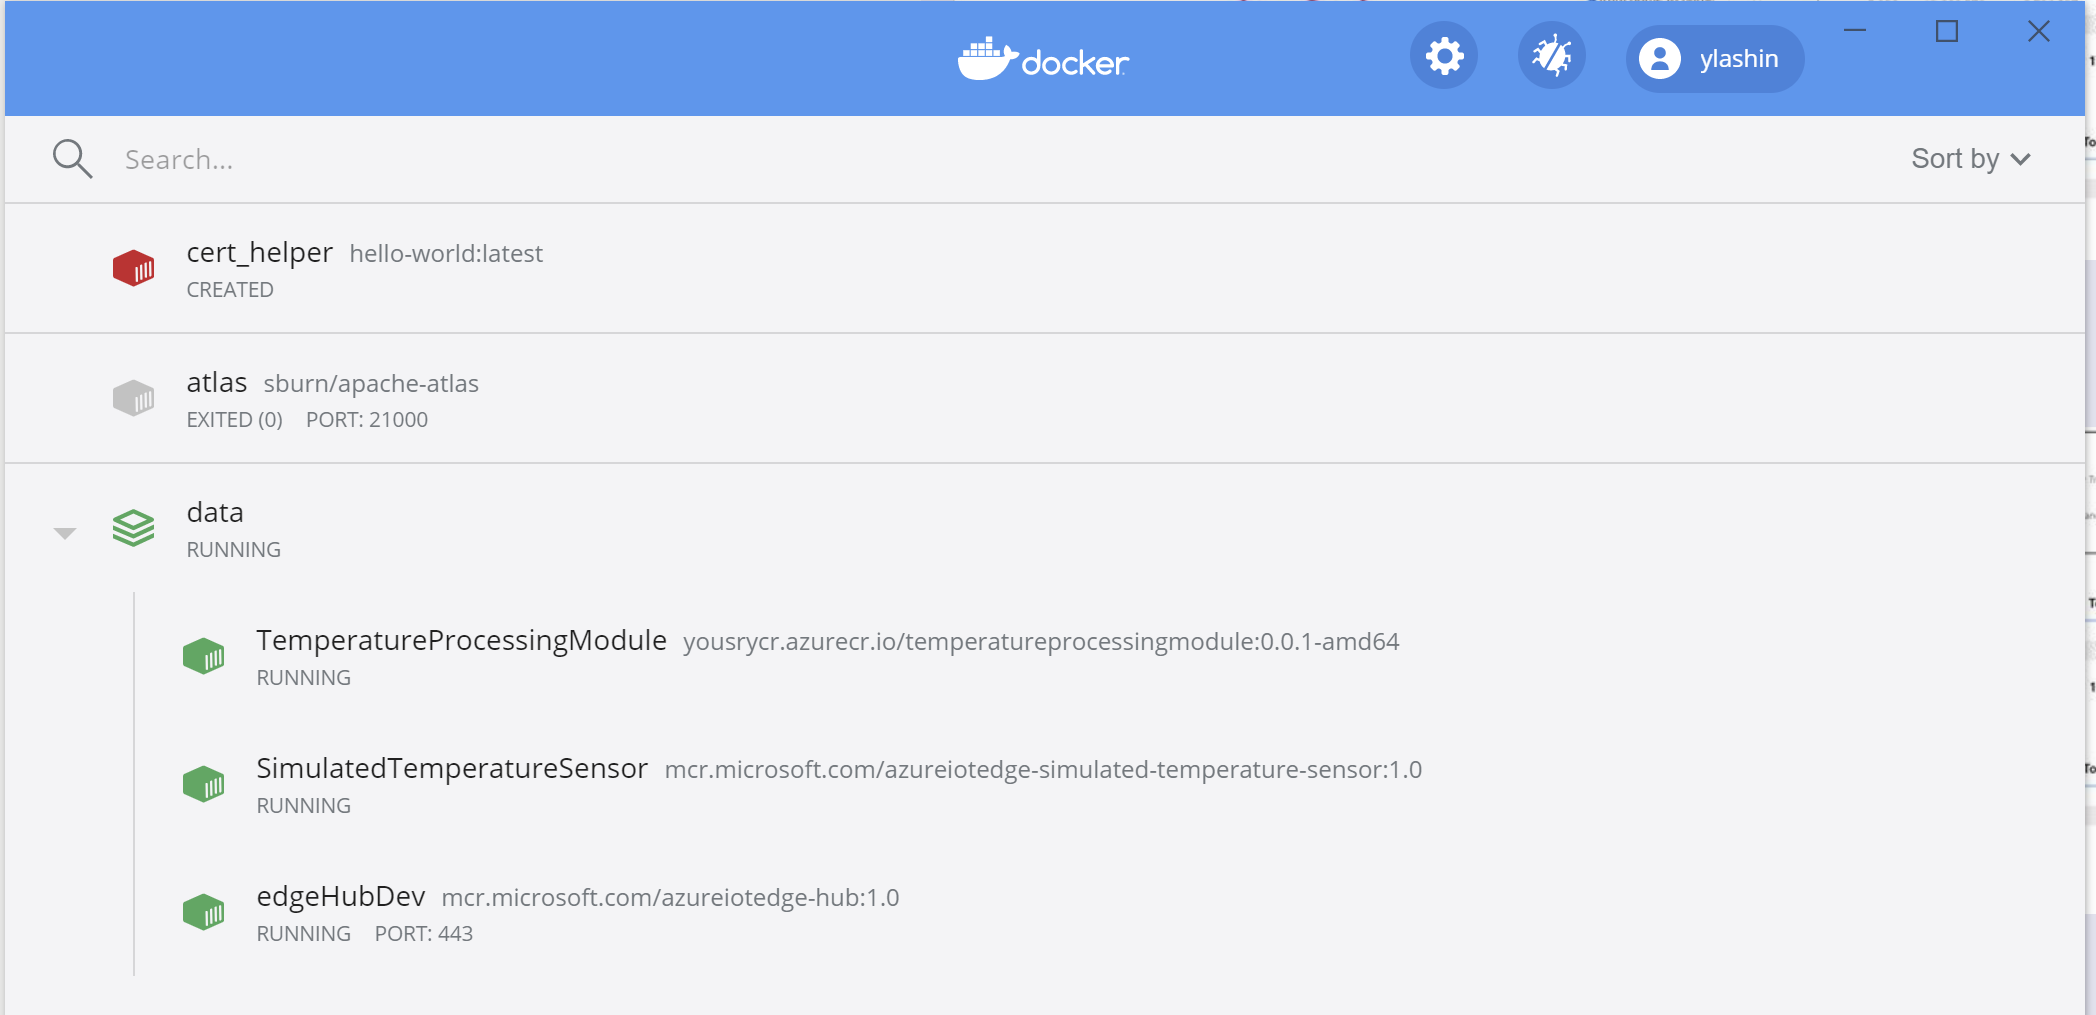 docker
ylashin
Search...
Sort by
cert_helper hello-world:latest
CREATED
atlas sburn/apache-atlas
EXITED (0) PORT: 21000
data
RUNNING
TemperatureProcessingModule yousrycr.azurecr.io/temperatureprocessingmodule:0.0.1-amd64
RUNNING
SimulatedTemperatureSensor mcr.microsoft.com/azureiotedge-simulated-temperature-sensor:1.0
RUNNING
edgeHubDev mcr.microsoft.com/azureiotedge-hub:1.0
RUNNING PORT: 443